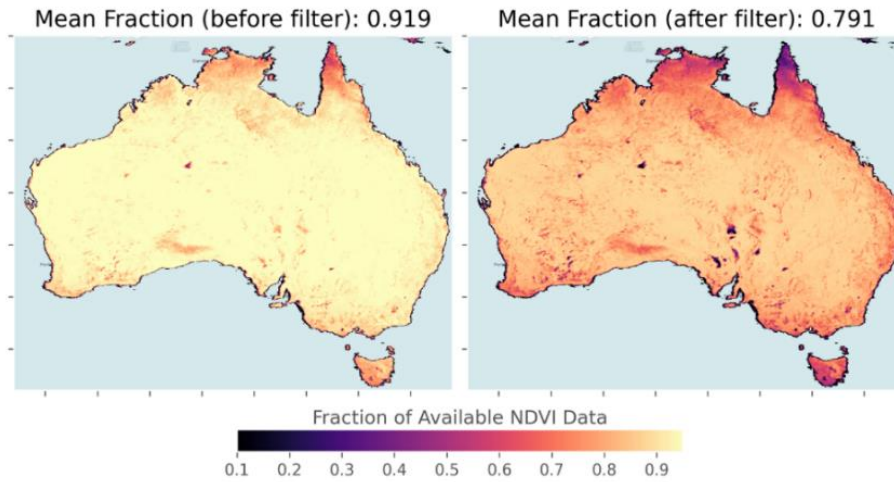 Mean Fraction (before filter): 0.919
Mean Fraction (after filter): 0.791
Fraction of Available NDVI Data
0.1 0.2 0.3 0.4 0.5 0.6 0.7 0.8 0.9